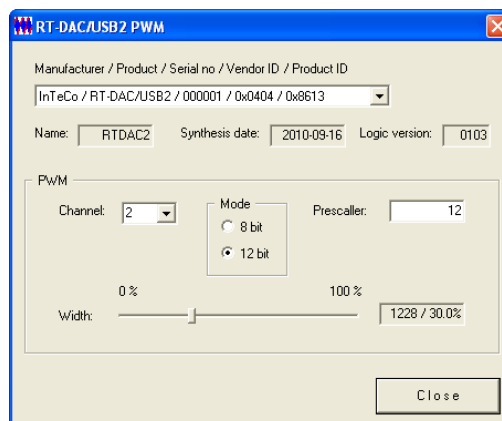 RT-DAC/USB2 PWM
Manufacturer / Product / Serial no / Vendor ID / Product ID
InTeCo / RT-DAC/USB2 / 000001 / 0x0404 / 0x8613
Name: RTDAC2 Synthesis date: 2010-09-16 Logic version: 0103
PWM
Channel: 2 Mode Prescaller: 12
8 bit
12 bit
0 % 100 %
Width: 1228 / 30.0%
Close